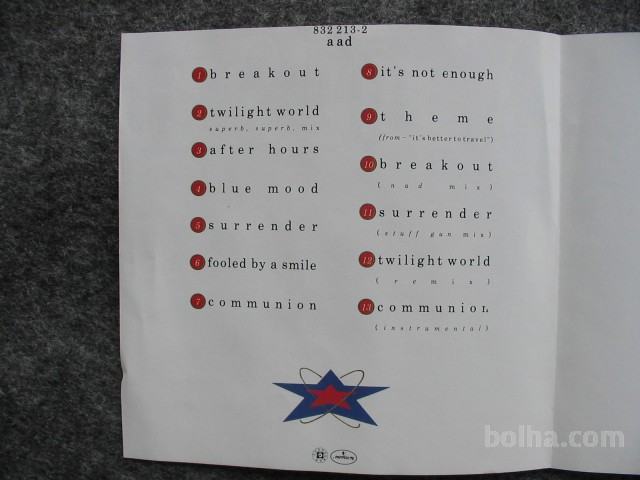 832 213-2
aad
1 breakout
2 twilight world
superb, superb, mix
3 after hours
4 blue mood
5 surrender
6 fooled by a smile
7 communion
8 it's not enough
9 theme
(from - "it's better to travel")
10 breakout
(nad mix)
11 surrender
(stuff gun mix)
12 twilight world
(remix)
13 communion
(instrumental)
bolha.com